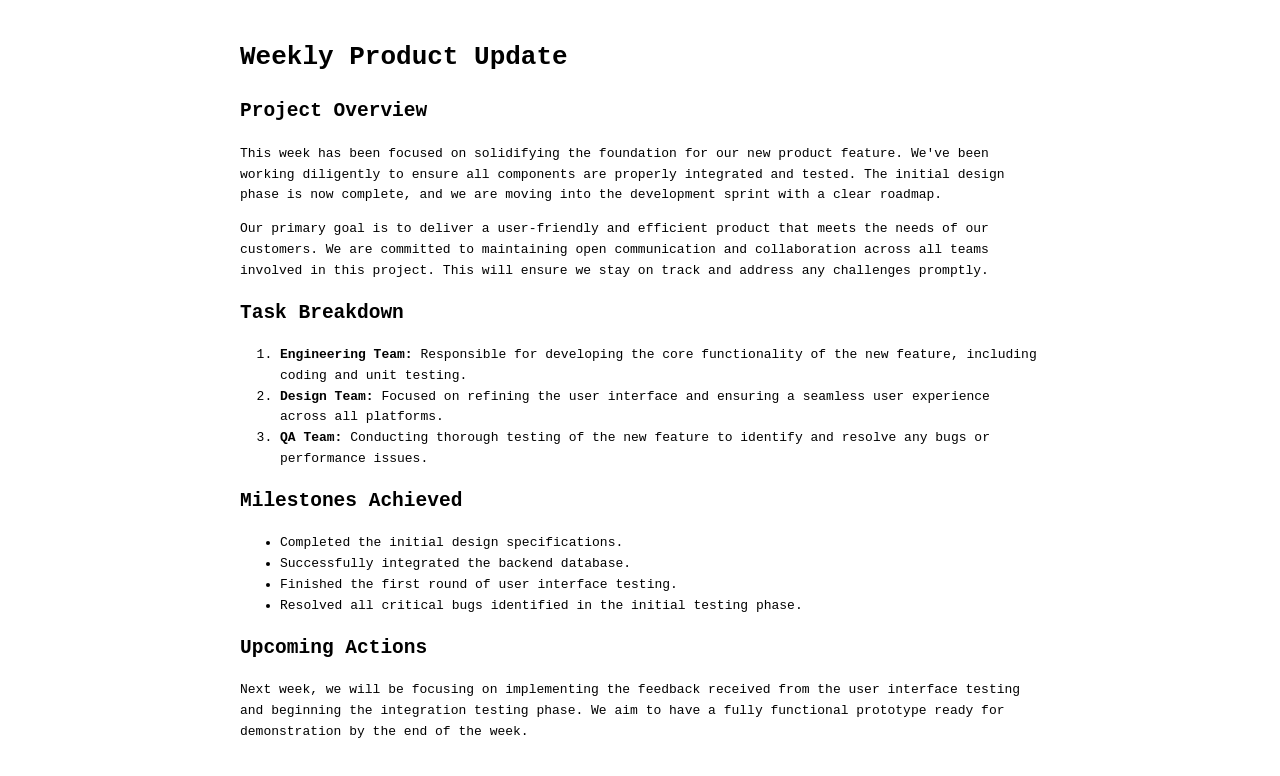 Weekly Product Update
Project Overview
This week has been focused on solidifying the foundation for our new product feature. We've been
working diligently to ensure all components are properly integrated and tested. The initial design
phase is now complete, and we are moving into the development sprint with a clear roadmap.
Our primary goal is to deliver a user-friendly and efficient product that meets the needs of our
customers. We are committed to maintaining open communication and collaboration across all teams
involved in this project. This will ensure we stay on track and address any challenges promptly.
Task Breakdown
1. Engineering Team: Responsible for developing the core functionality of the new feature, including
coding and unit testing.
2. Design Team: Focused on refining the user interface and ensuring a seamless user experience
across all platforms.
3. QA Team: Conducting thorough testing of the new feature to identify and resolve any bugs or
performance issues.
Milestones Achieved
• Completed the initial design specifications.
• Successfully integrated the backend database.
• Finished the first round of user interface testing.
• Resolved all critical bugs identified in the initial testing phase.
Upcoming Actions
Next week, we will be focusing on implementing the feedback received from the user interface testing
and beginning the integration testing phase. We aim to have a fully functional prototype ready for
demonstration by the end of the week.